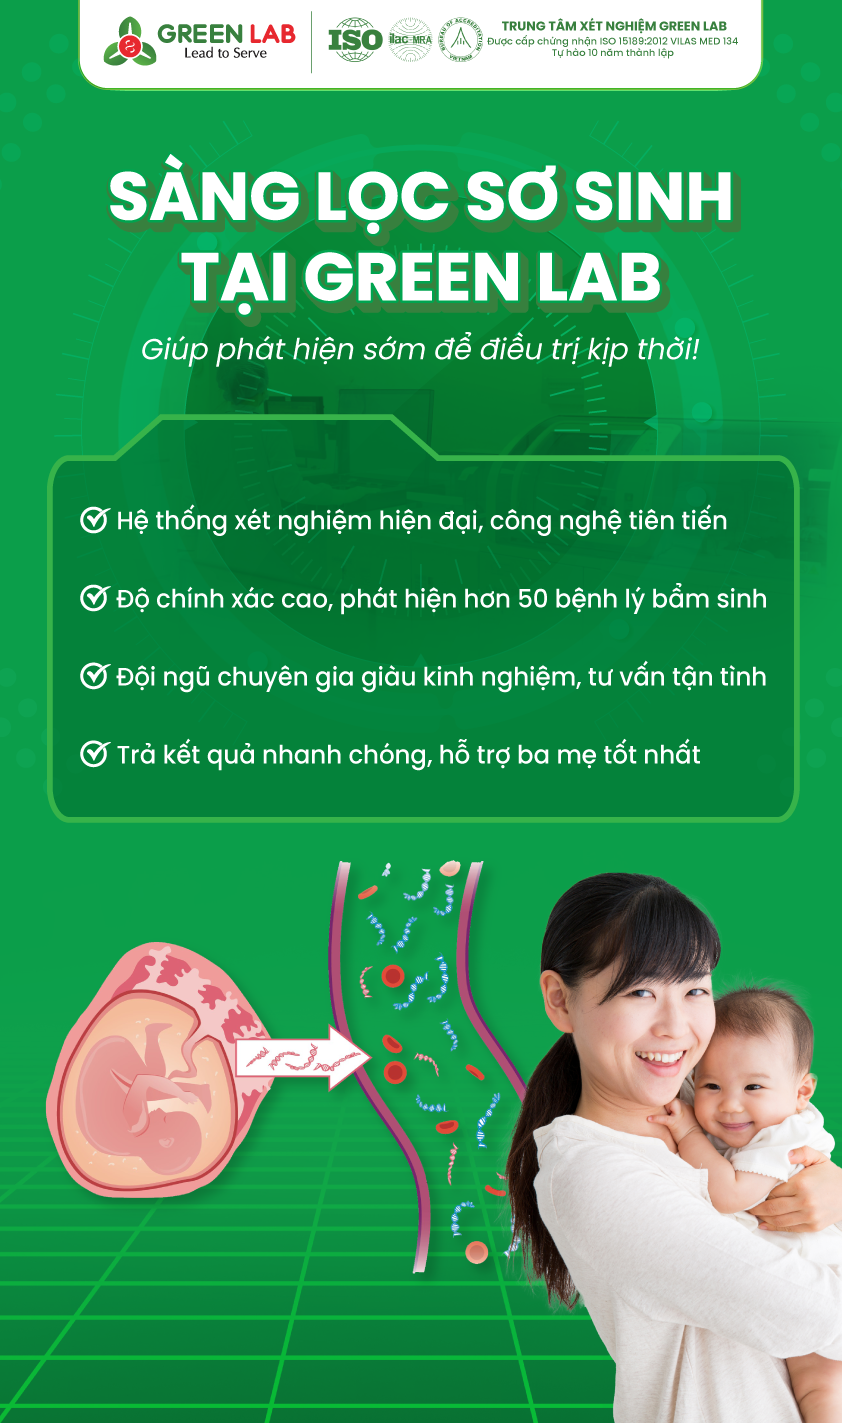 GREEN LAB
Lead to Serve
ISO
ilac-MRA
BUREAU OF ACCREDITATION
VIETNAM
TRUNG TÂM XÉT NGHIỆM GREEN LAB
Được cấp chứng nhận ISO 15189:2012 VILAS MED 134
Tự hào 10 năm thành lập
SÀNG LỌC SƠ SINH
TẠI GREEN LAB
Giúp phát hiện sớm để điều trị kịp thời!
Hệ thống xét nghiệm hiện đại, công nghệ tiên tiến
Độ chính xác cao, phát hiện hơn 50 bệnh lý bẩm sinh
Đội ngũ chuyên gia giàu kinh nghiệm, tư vấn tận tình
Trả kết quả nhanh chóng, hỗ trợ ba mẹ tốt nhất